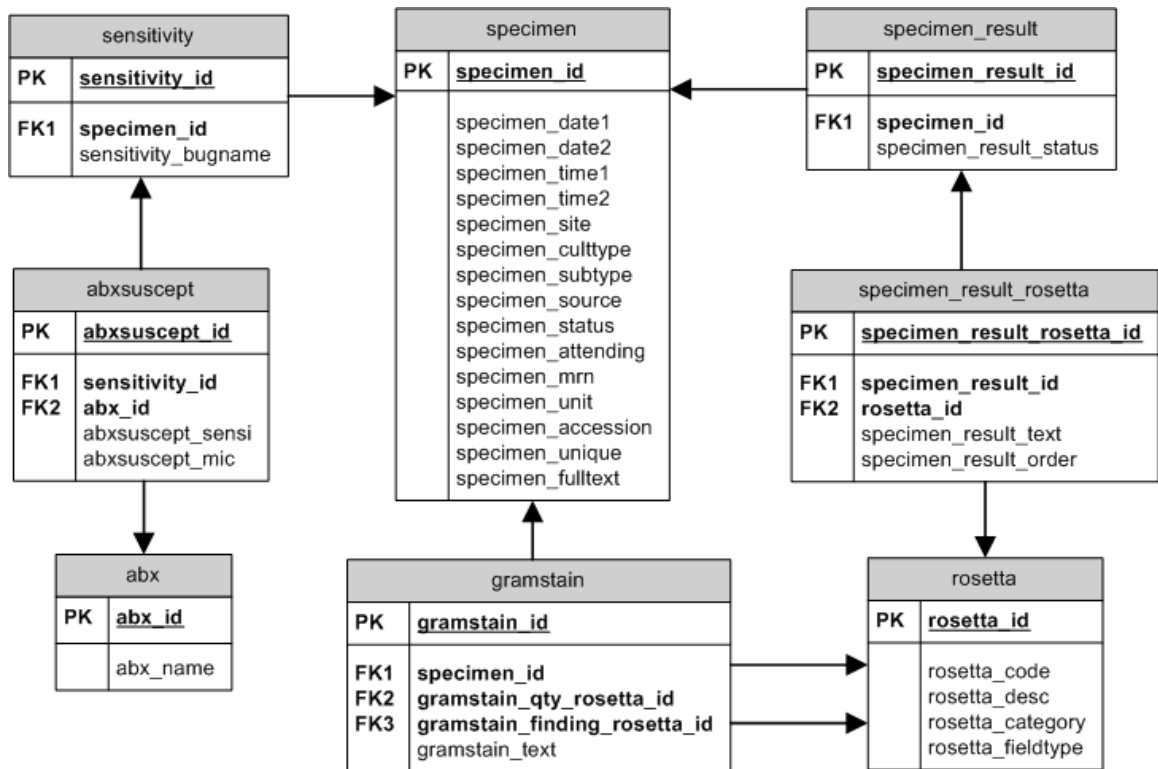 sensitivity
PK sensitivity_id
FK1 specimen_id
sensitivity_bugname
specimen
PK specimen_id
specimen_date1
specimen_date2
specimen_time1
specimen_time2
specimen_site
specimen_culttype
specimen_subtype
specimen_source
specimen_status
specimen_attending
specimen_mrn
specimen_unit
specimen_accession
specimen_unique
specimen_fulltext
specimen_result
PK specimen_result_id
FK1 specimen_id
specimen_result_status
abxsuscept
PK abxsuscept_id
FK1 sensitivity_id
FK2 abx_id
abxsuscept_sensi
abxsuscept_mic
specimen_result_rosetta
PK specimen_result_rosetta_id
FK1 specimen_result_id
FK2 rosetta_id
specimen_result_text
specimen_result_order
abx
PK abx_id
abx_name
gramstain
PK gramstain_id
FK1 specimen_id
FK2 gramstain_qty_rosetta_id
FK3 gramstain_finding_rosetta_id
gramstain_text
rosetta
PK rosetta_id
rosetta_code
rosetta_desc
rosetta_category
rosetta_fieldtype